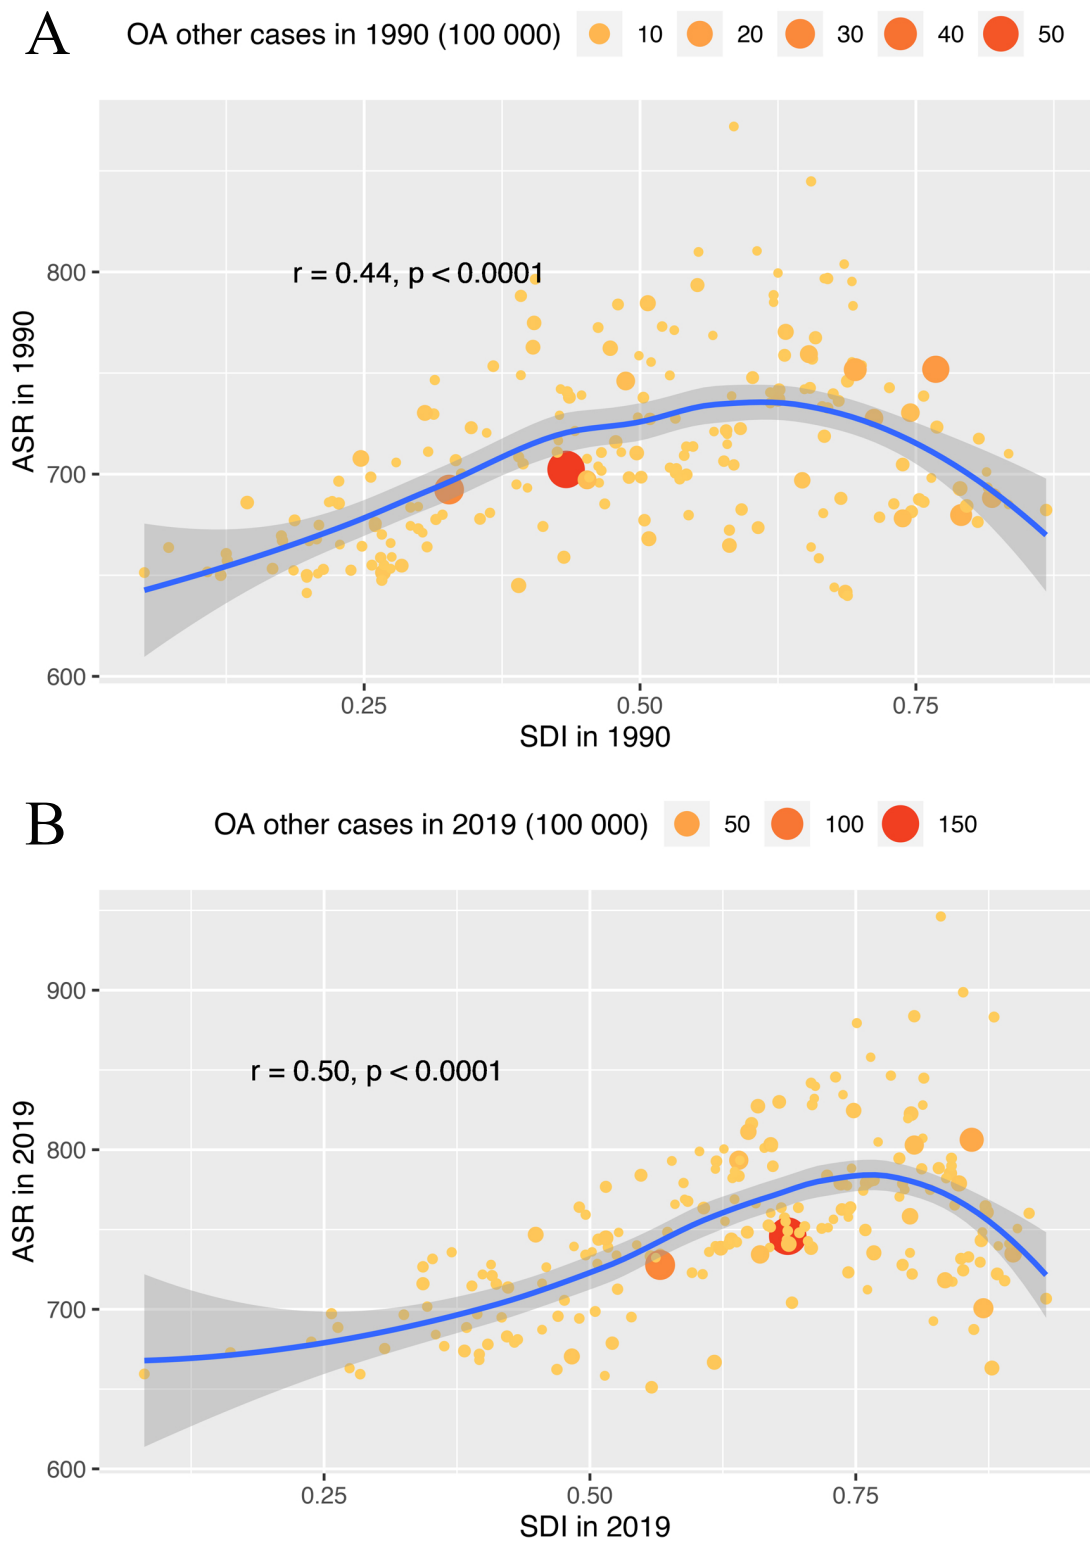 A
OA other cases in 1990 (100 000) 10 20 30 40 50
r = 0.44, p < 0.0001
ASR in 1990
800
700
600
0.25 0.50 0.75
SDI in 1990
B
OA other cases in 2019 (100 000) 50 100 150
r = 0.50, p < 0.0001
ASR in 2019
900
800
700
600
0.25 0.50 0.75
SDI in 2019